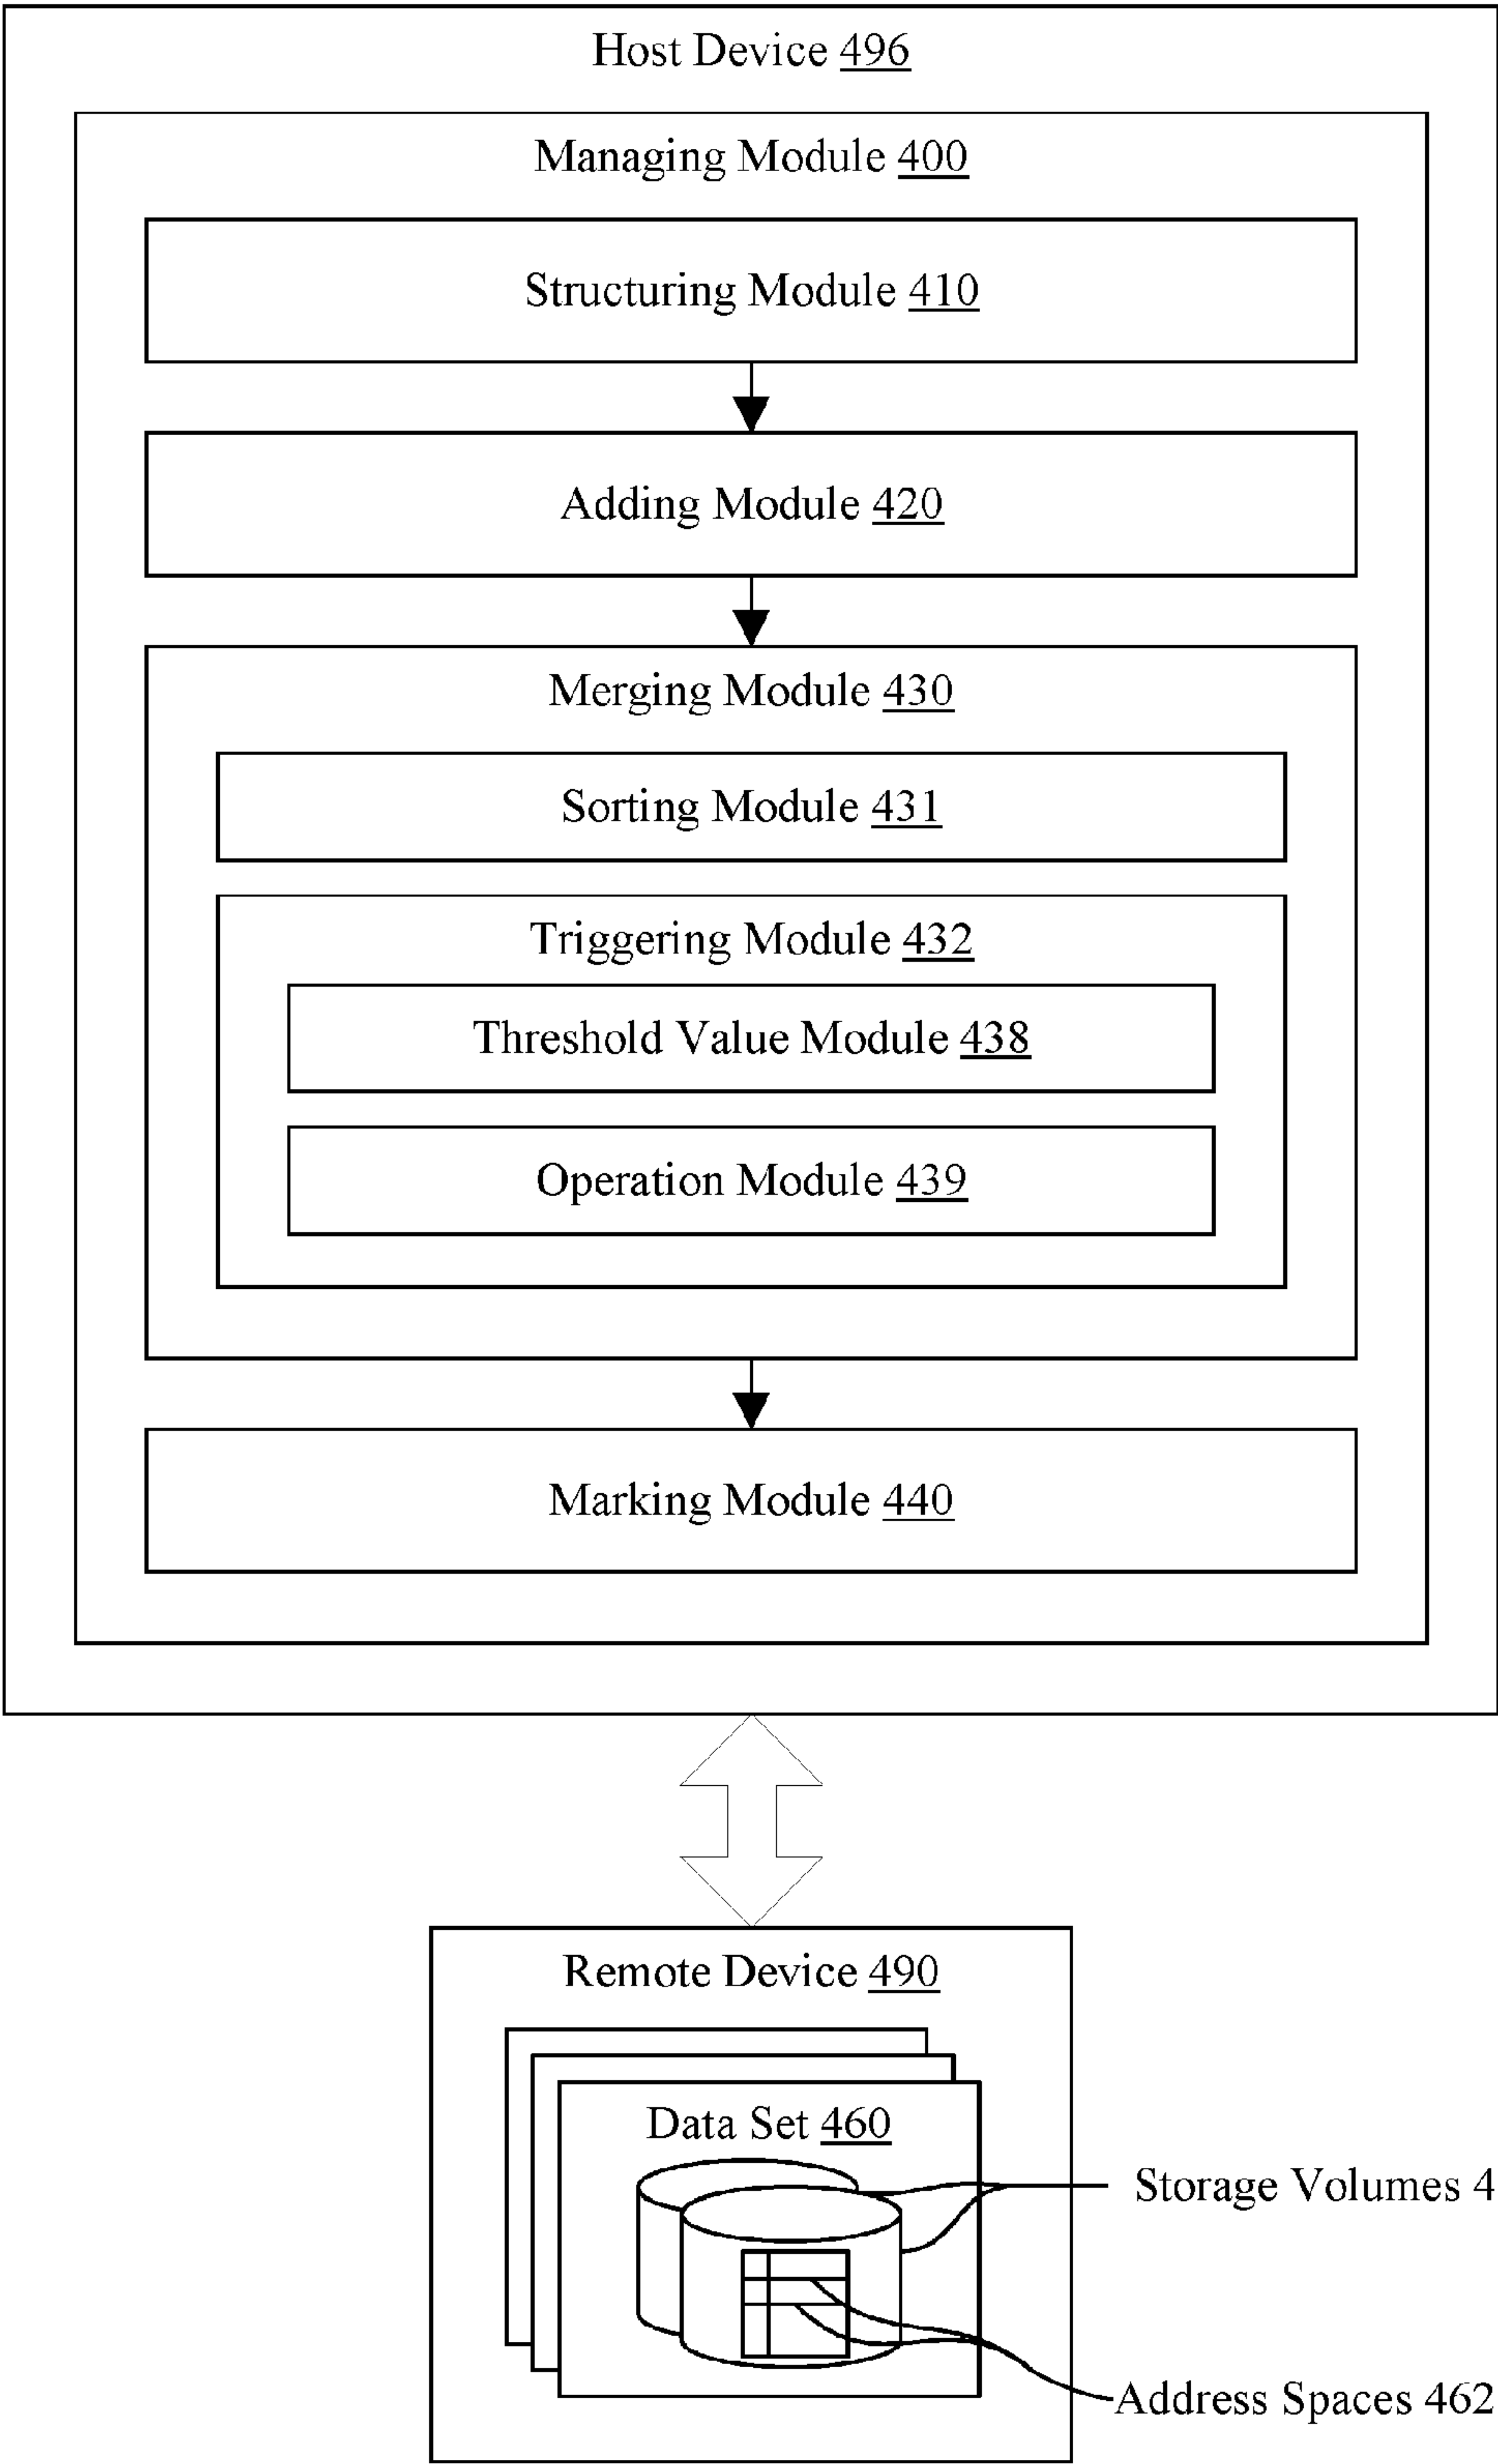 Host Device 496
Managing Module 400
Structuring Module 410
Adding Module 420
Merging Module 430
Sorting Module 431
Triggering Module 432
Threshold Value Module 438
Operation Module 439
Marking Module 440
Remote Device 490
Data Set 460
Storage Volumes 4
Address Spaces 462